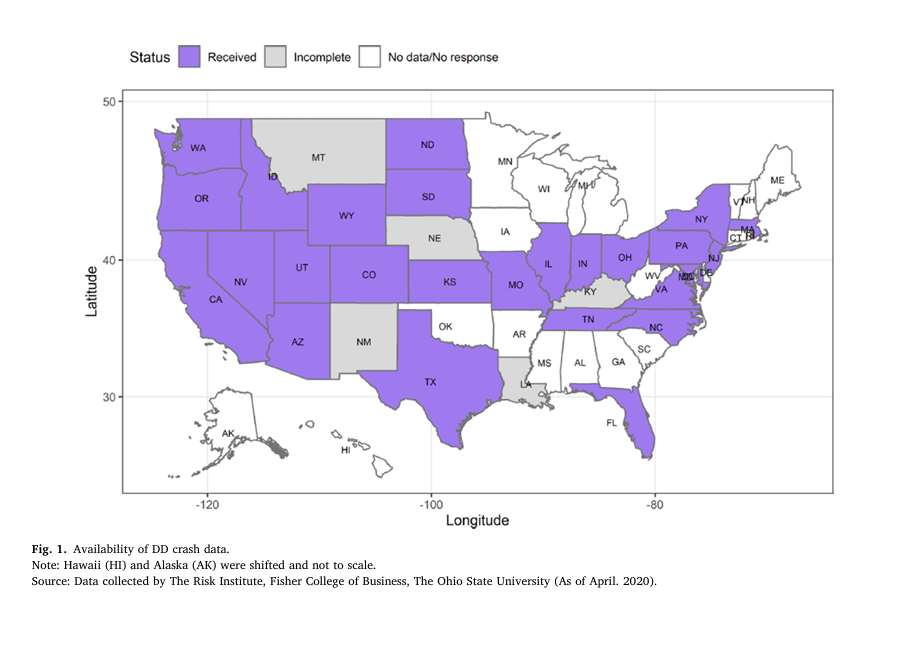 Status Received Incomplete No data/No response
50
40
30
Latitude
WA
MT
ND
MN
ME
ID
OR
SD
WI
MI
VT
NH
WY
IA
NY
MA
CT
RI
NE
NV
UT
CO
KS
MO
IL
IN
OH
PA
NJ
WV
MD
DC
DE
VA
CA
KY
AZ
NM
OK
AR
TN
NC
SC
MS
AL
GA
TX
LA
FL
AK
HI
-120
-100
-80
Longitude
Fig. 1. Availability of DD crash data.
Note: Hawaii (HI) and Alaska (AK) were shifted and not to scale.
Source: Data collected by The Risk Institute, Fisher College of Business, The Ohio State University (As of April. 2020).